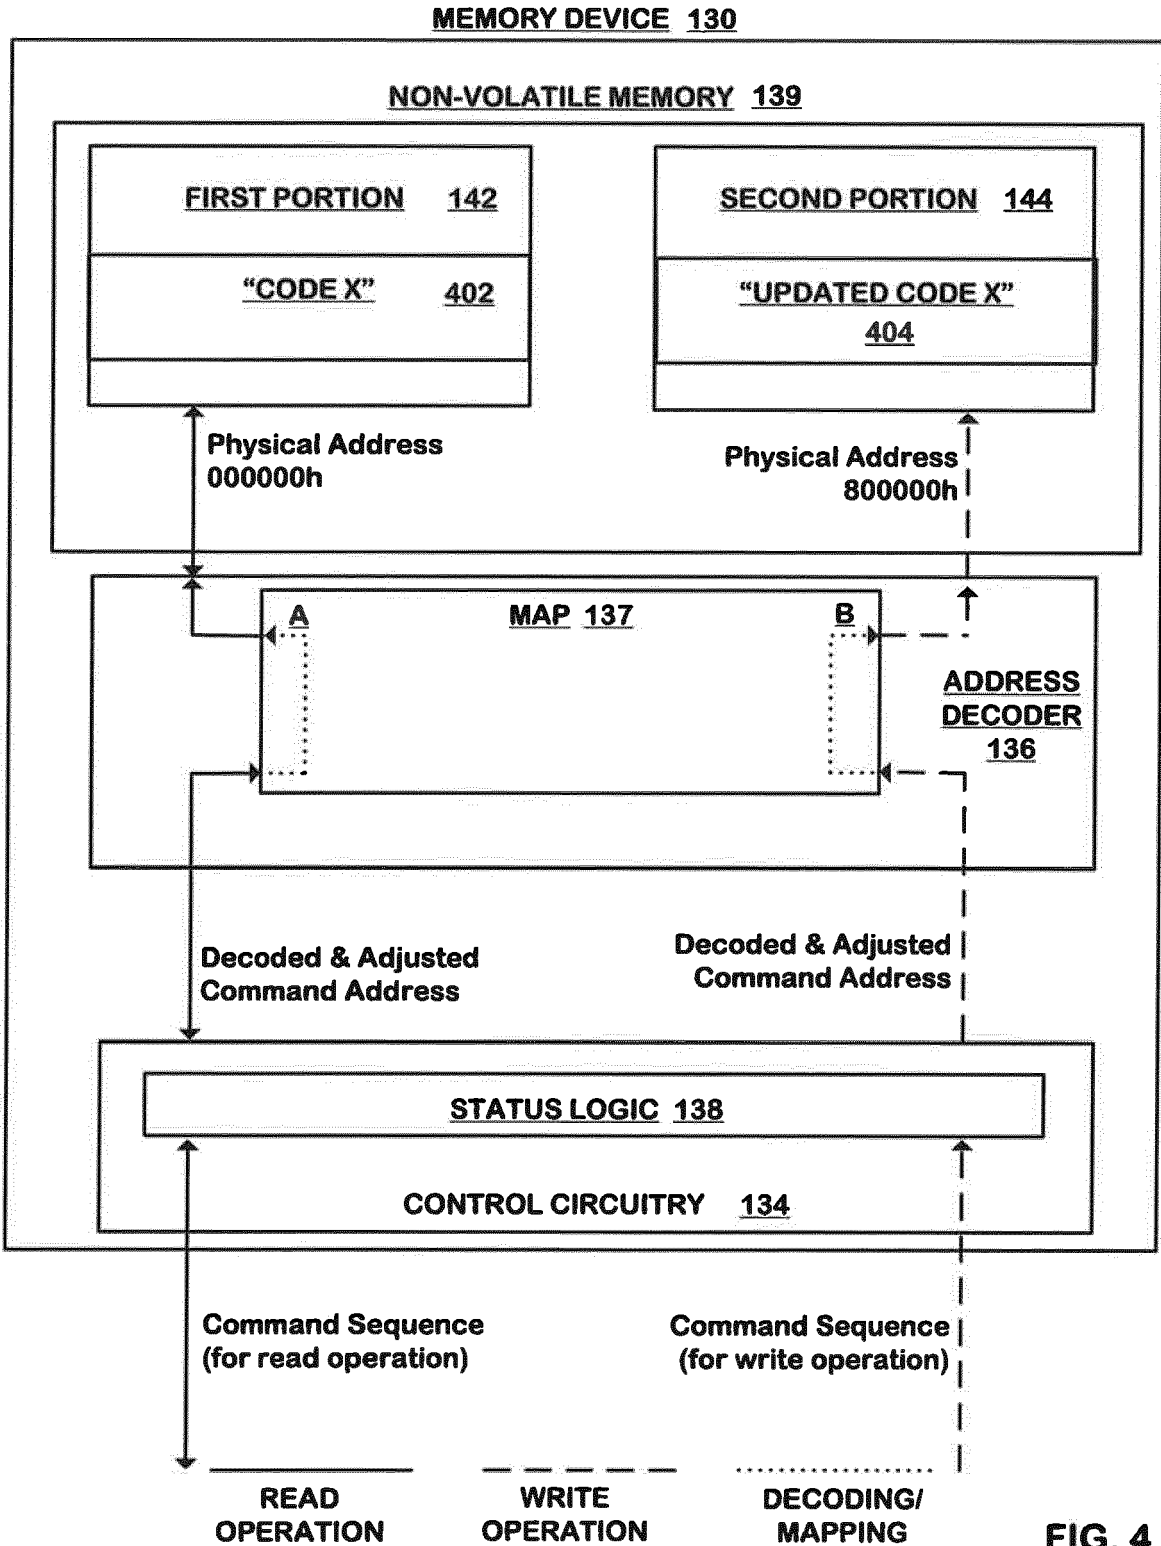 MEMORY DEVICE 130
NON-VOLATILE MEMORY 139
FIRST PORTION 142
SECOND PORTION 144
"CODE X" 402
"UPDATED CODE X"
404
Physical Address
000000h
Physical Address
800000h
A
MAP 137
B
ADDRESS
DECODER
136
Decoded & Adjusted
Command Address
Decoded & Adjusted
Command Address
STATUS LOGIC 138
CONTROL CIRCUITRY 134
Command Sequence
(for read operation)
Command Sequence
(for write operation)
READ
OPERATION
WRITE
OPERATION
DECODING/
MAPPING
FIG. 4